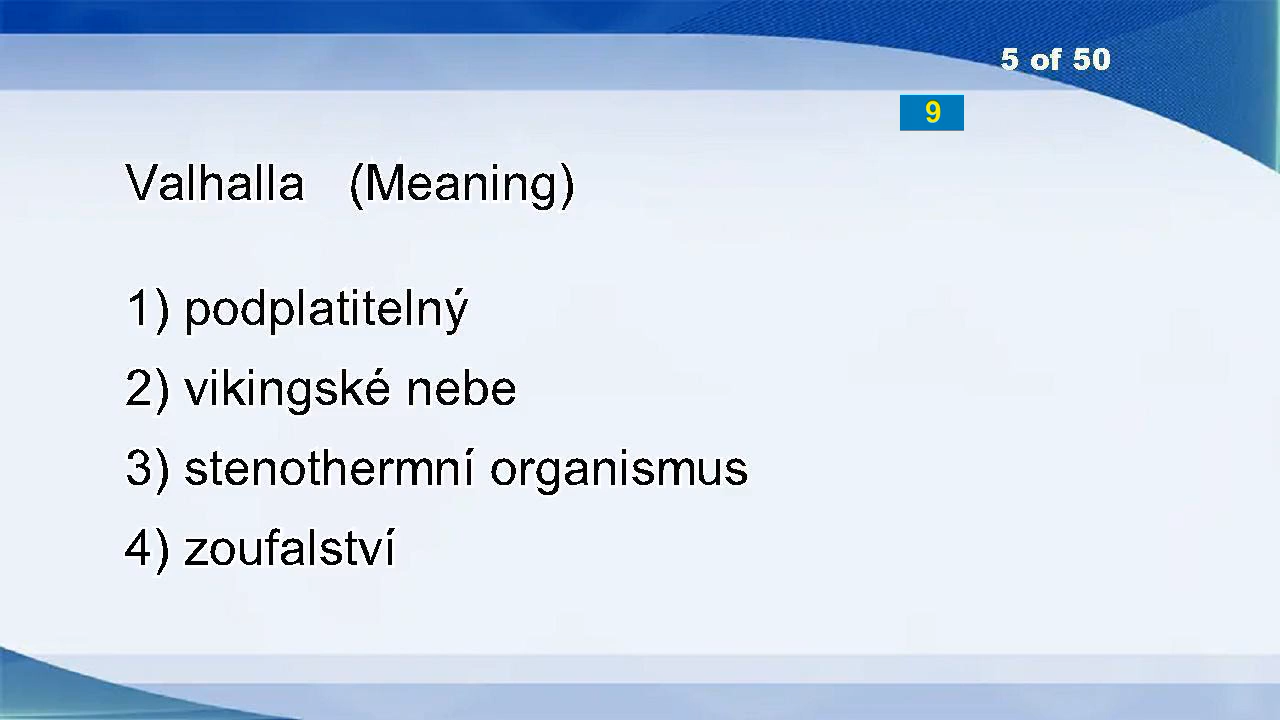 5 of 50
9
Valhalla (Meaning)
1) podplatitelný
2) vikingské nebe
3) stenothermní organismus
4) zoufalství